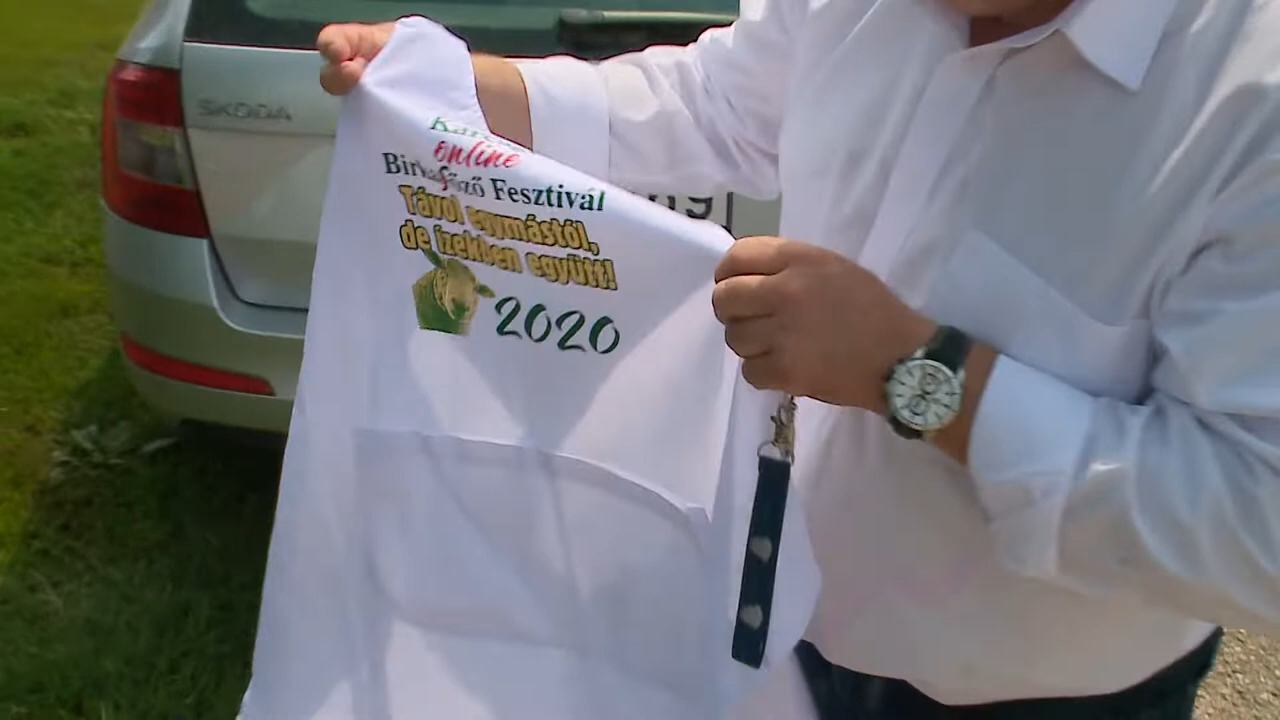 SKODA
online
Birkafőző Fesztivál
Távol egymástól,
de ízekben együtt!
2020